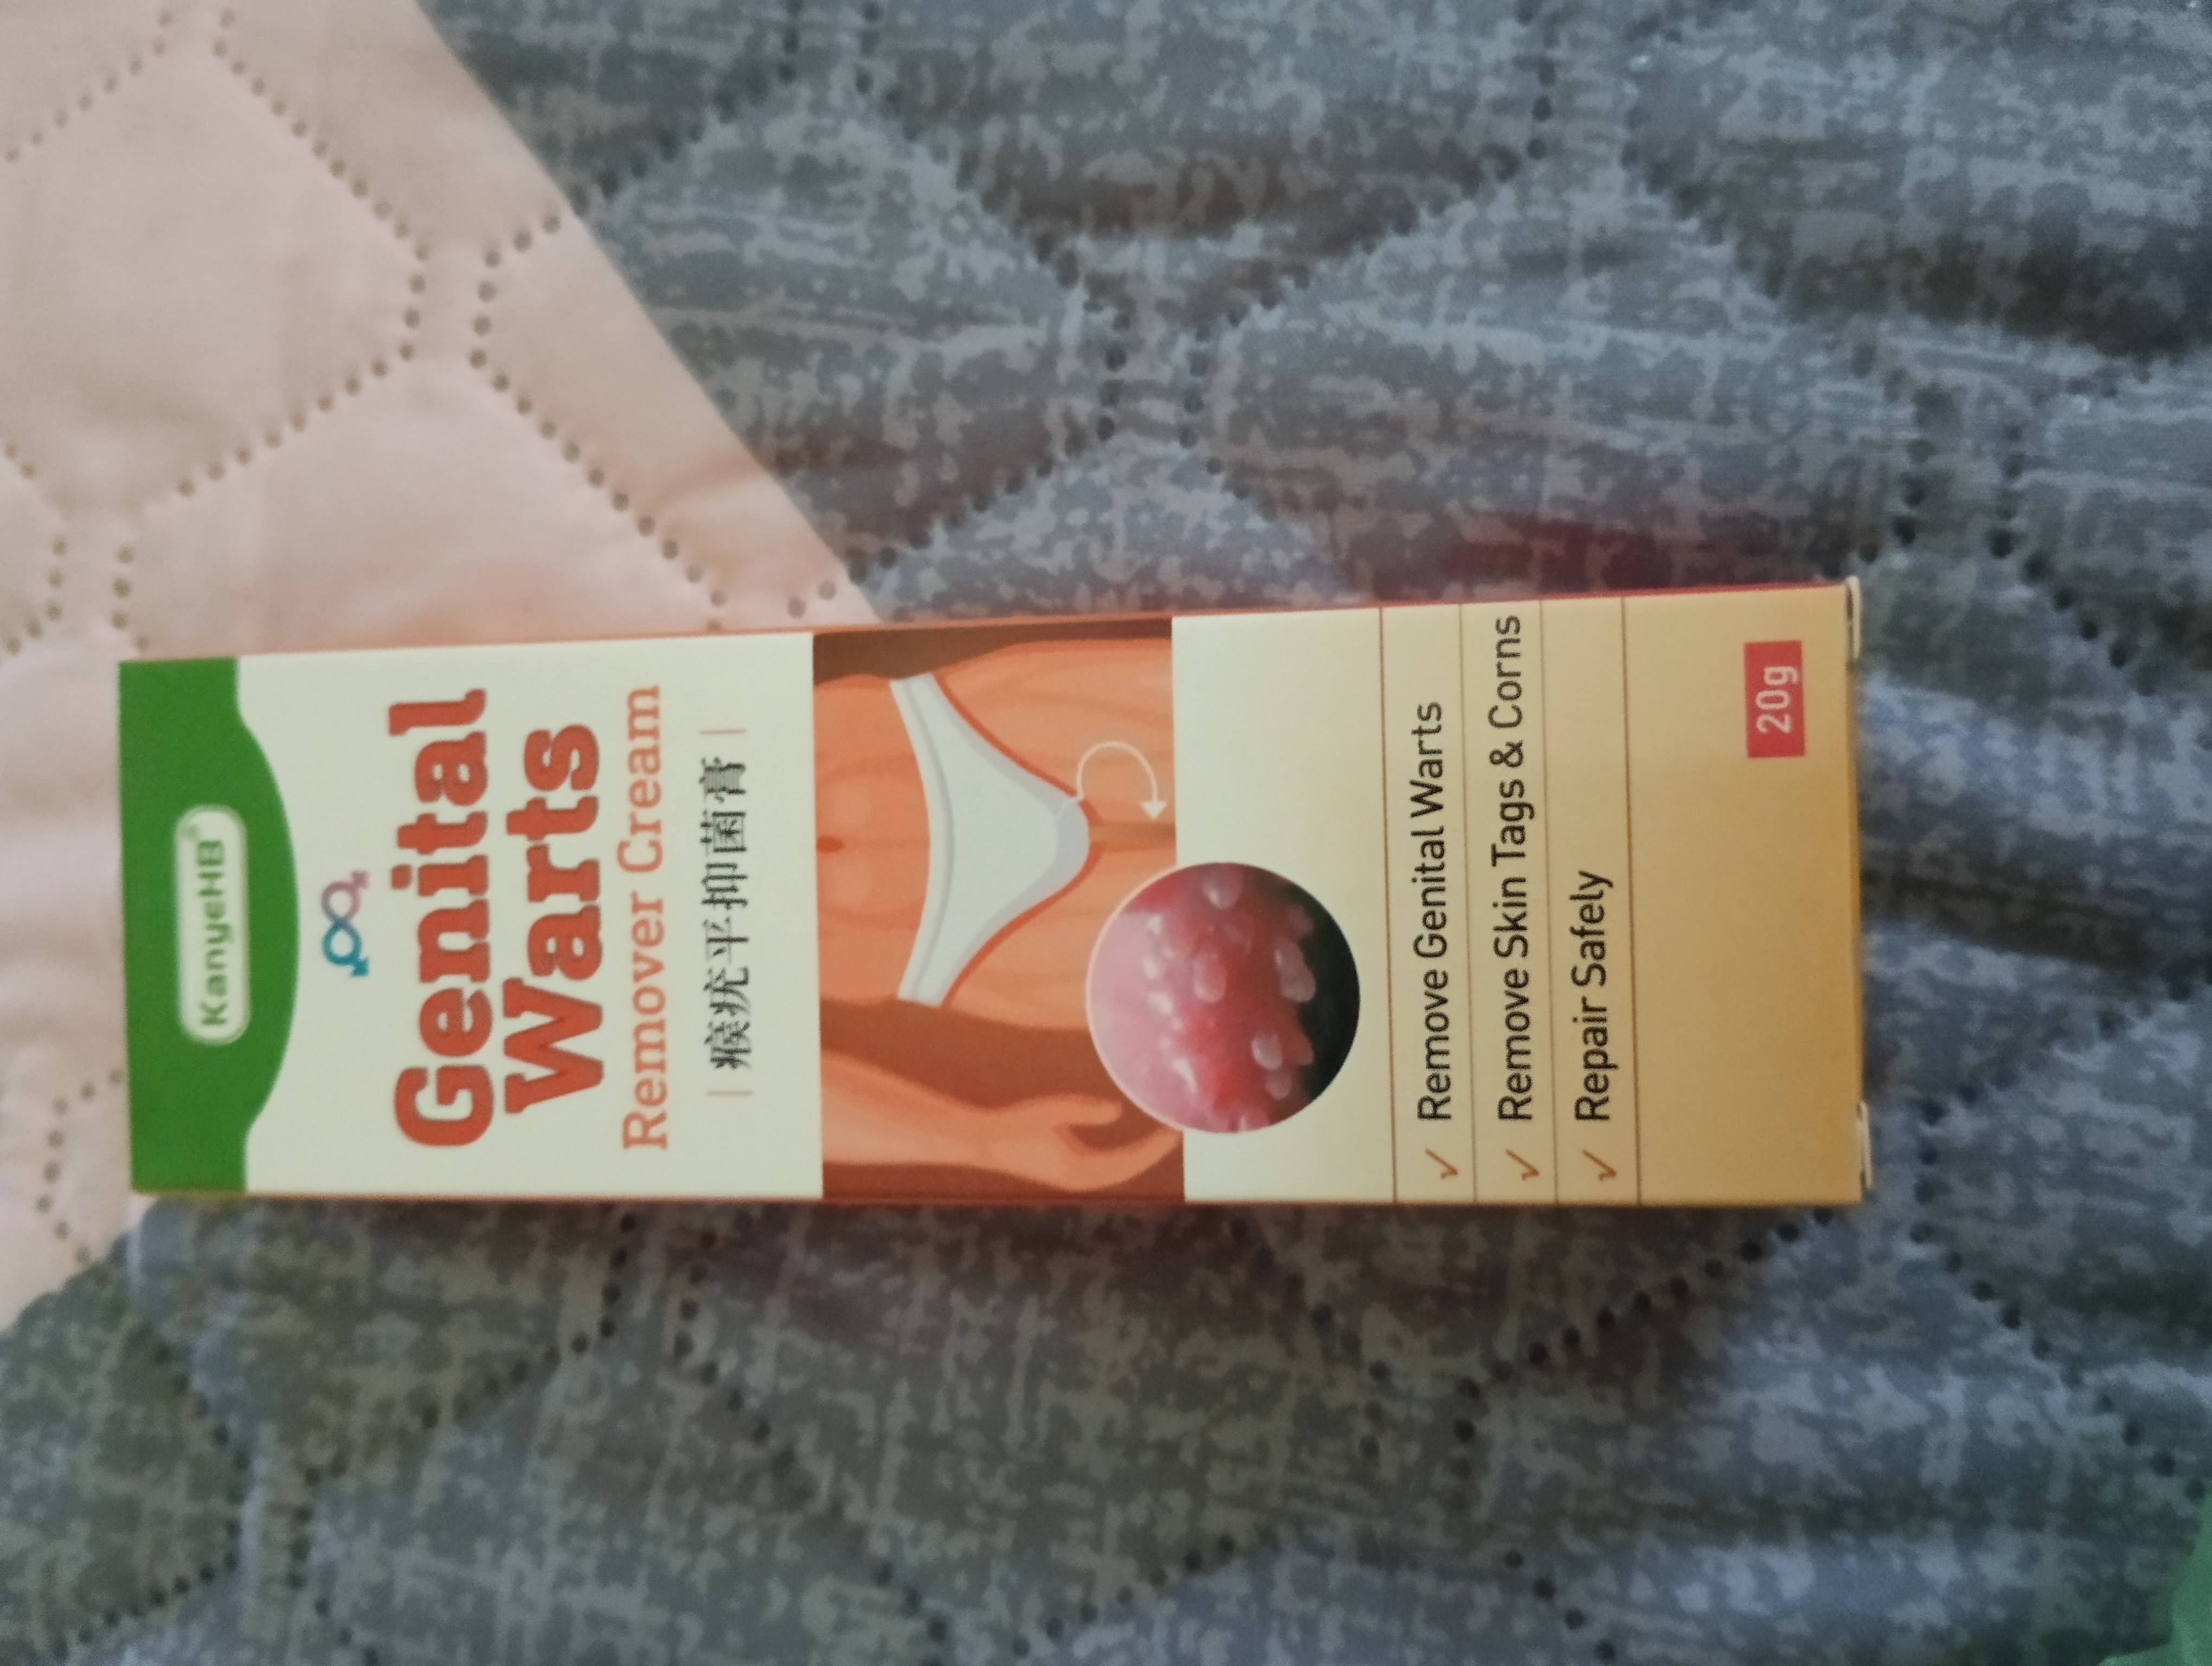 KanyeHB®
Genital
Warts
Remover Cream
瘊疣平抑菌膏
Remove Genital Warts
Remove Skin Tags & Corns
Repair Safely
20g